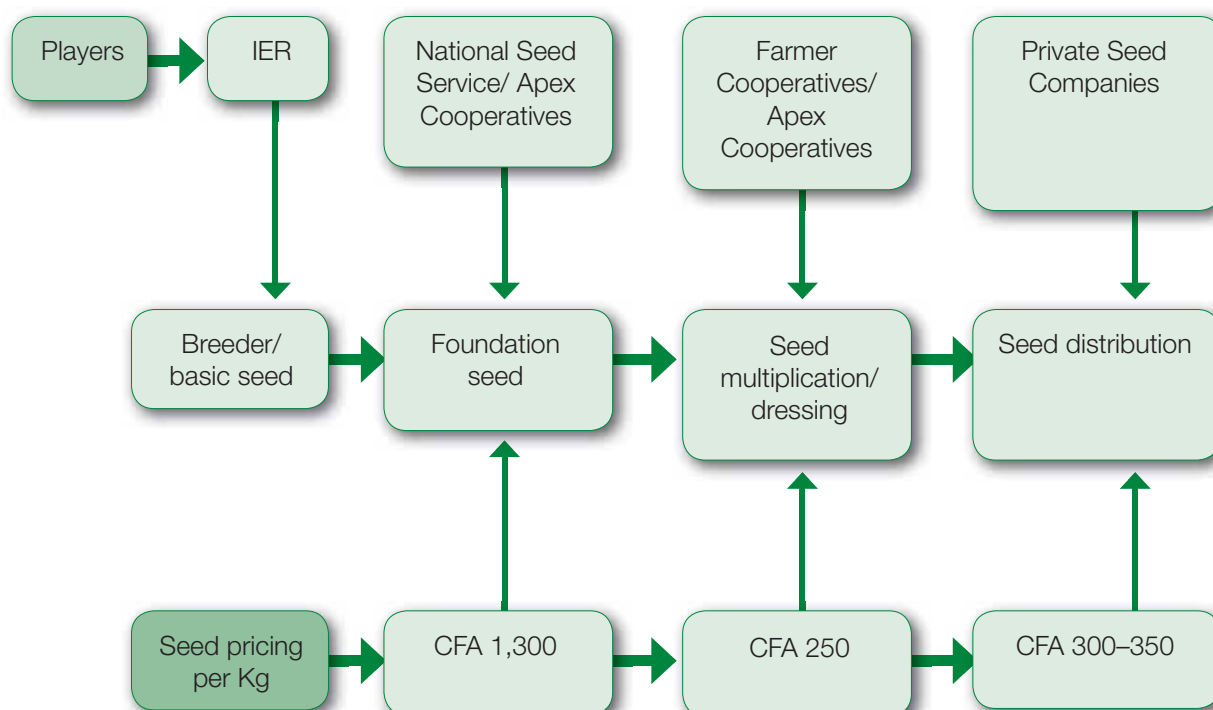 Players
IER
National Seed
Service/ Apex
Cooperatives
Farmer
Cooperatives/
Apex
Cooperatives
Private Seed
Companies
Breeder/
basic seed
Foundation
seed
Seed
multiplication/
dressing
Seed distribution
Seed pricing
per Kg
CFA 1,300
CFA 250
CFA 300–350